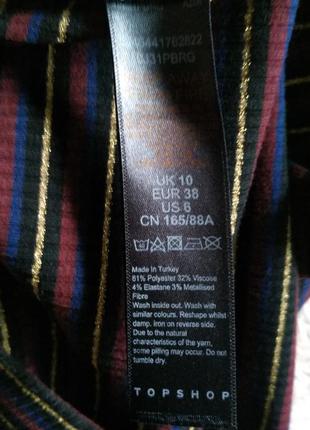 UK 10
EUR 38
US 6
CN 165/88A
Made In Turkey
61% Polyester 32% Viscose
4% Elastane 3% Metallised
Fibre
Wash inside out. Wash with
similar colours. Reshape whilst
damp. iron on reverse side.
Due to the natural
characteristics of the yarn,
some pilling may occur. Do not
tumble dry.
TOPSHOP